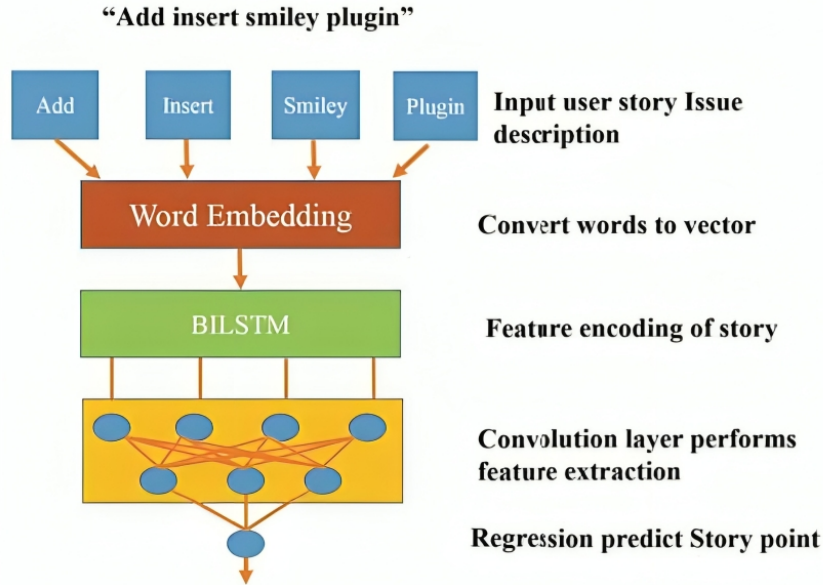 “Add insert smiley plugin”
Add
Insert
Smiley
Plugin
Input user story Issue
description
Word Embedding
Convert words to vector
BILSTM
Feature encoding of story
Convolution layer performs
feature extraction
Regression predict Story point